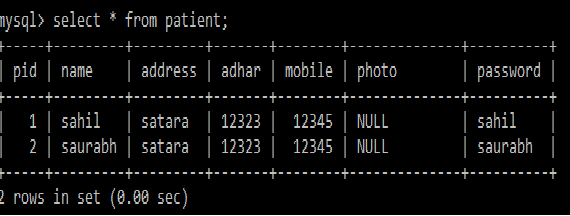 mysql> select * from patient;
+-----+---------+---------+-------+--------+-------------+----------+
| pid | name | address | adhar | mobile | photo | password |
+-----+---------+---------+-------+--------+-------------+----------+
| 1 | sahil | satara | 12323 | 12345 | NULL | sahil |
| 2 | saurabh | satara | 12323 | 12345 | NULL | saurabh |
+-----+---------+---------+-------+--------+-------------+----------+
2 rows in set (0.00 sec)